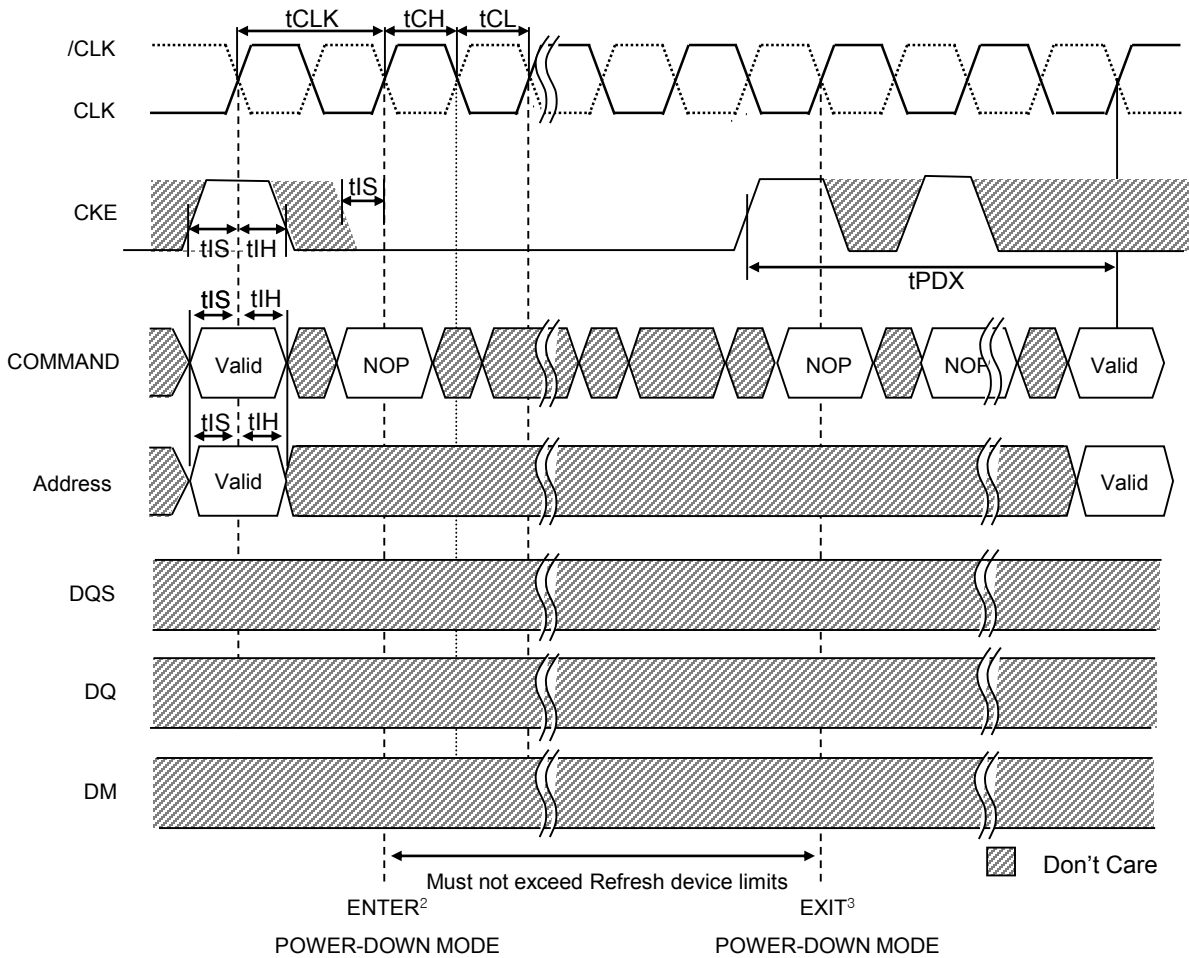 tCLK tCH tCL
/CLK
CLK
tIS
CKE
tIS tIH
tPDX
tIS tIH
COMMAND Valid NOP NOP NOP Valid
tIS tIH
Address Valid Valid
DQS
DQ
DM
Don't Care
Must not exceed Refresh device limits
ENTER² EXIT³
POWER-DOWN MODE POWER-DOWN MODE